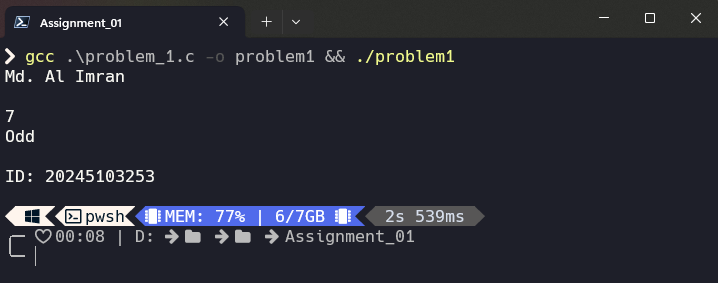 Assignment_01
gcc .\problem_1.c -o problem1 && ./problem1
Md. Al Imran
7
Odd
ID: 20245103253
pwsh MEM: 77% | 6/7GB 2s 539ms
00:08 | D: Assignment_01